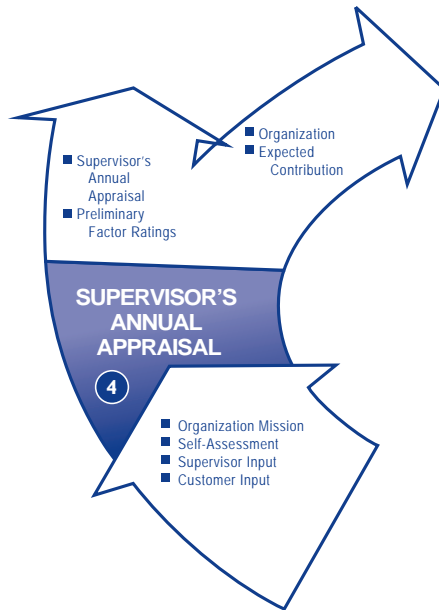 ■ Organization
■ Expected
Contribution
■ Supervisor's
Annual
Appraisal
■ Preliminary
Factor Ratings
SUPERVISOR'S
ANNUAL
APPRAISAL
4
■ Organization Mission
■ Self-Assessment
■ Supervisor Input
■ Customer Input